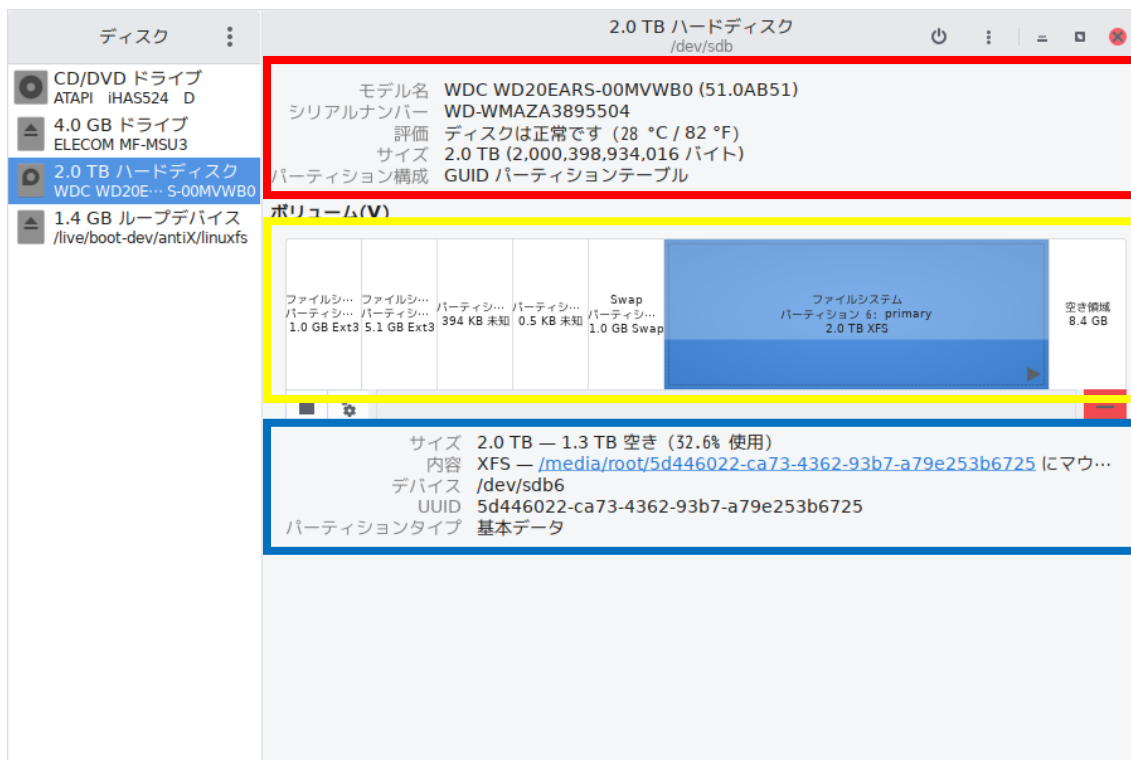 ディスク
2.0 TB ハードディスク
/dev/sdb
CD/DVD ドライブ
ATAPI iHAS524 D
4.0 GB ドライブ
ELECOM MF-MSU3
2.0 TB ハードディスク
WDC WD20E… S-00MVWB0
1.4 GB ループデバイス
/live/boot-dev/antiX/linuxfs
モデル名 WDC WD20EARS-00MVWB0 (51.0AB51)
シリアルナンバー WD-WMAZA3895504
評価 ディスクは正常です (28 °C / 82 °F)
サイズ 2.0 TB (2,000,398,934,016 バイト)
パーティション構成 GUID パーティションテーブル
ボリューム(V)
ファイルシ…
パーティシ…
1.0 GB Ext3
ファイルシ…
パーティシ…
5.1 GB Ext3
パーティシ…
394 KB 未知
パーティシ…
0.5 KB 未知
Swap
パーティシ…
1.0 GB Swap
ファイルシステム
パーティション 6: primary
2.0 TB XFS
空き領域
8.4 GB
サイズ 2.0 TB — 1.3 TB 空き (32.6% 使用)
内容 XFS — /media/root/5d446022-ca73-4362-93b7-a79e253b6725 にマウ…
デバイス /dev/sdb6
UUID 5d446022-ca73-4362-93b7-a79e253b6725
パーティションタイプ 基本データ